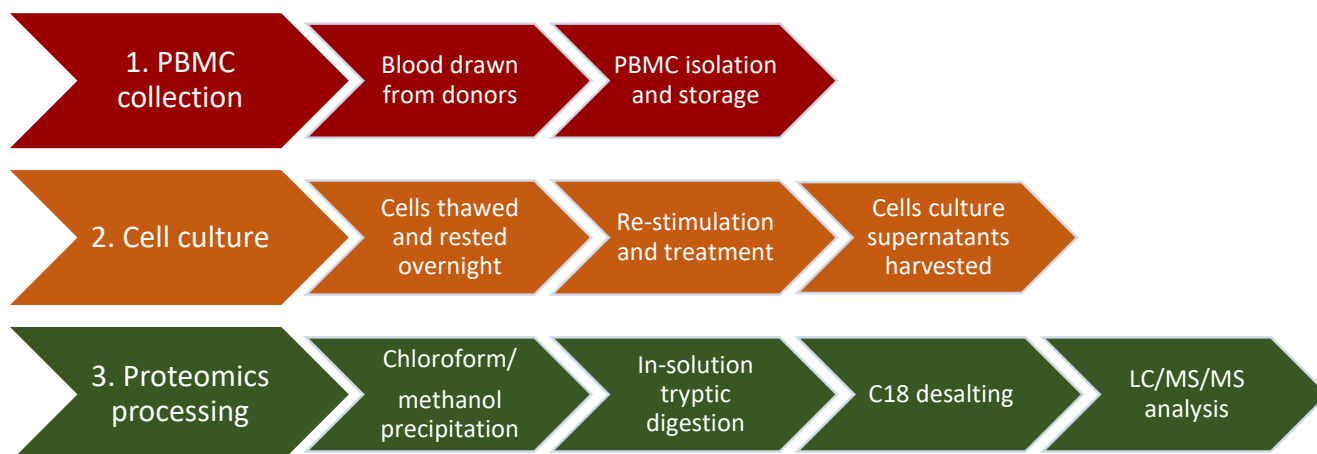 1. PBMC
collection
Blood drawn
from donors
PBMC isolation
and storage
2. Cell culture
Cells thawed
and rested
overnight
Re-stimulation
and treatment
Cells culture
supernatants
harvested
3. Proteomics
processing
Chloroform/
methanol
precipitation
In-solution
tryptic
digestion
C18 desalting
LC/MS/MS
analysis